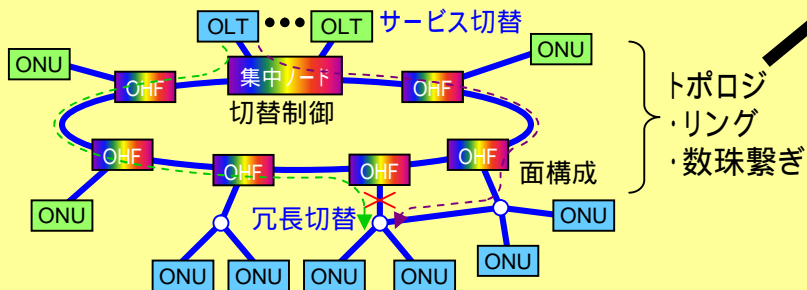 OLT ••• OLT サービス切替
ONU
ONU
集中ノード
OHF
OHF
切替制御
トポロジ
・リング
・数珠繋ぎ
OHF
OHF
OHF
OHF
面構成
ONU
冗長切替
ONU
ONU
ONU
ONU
ONU
ONU